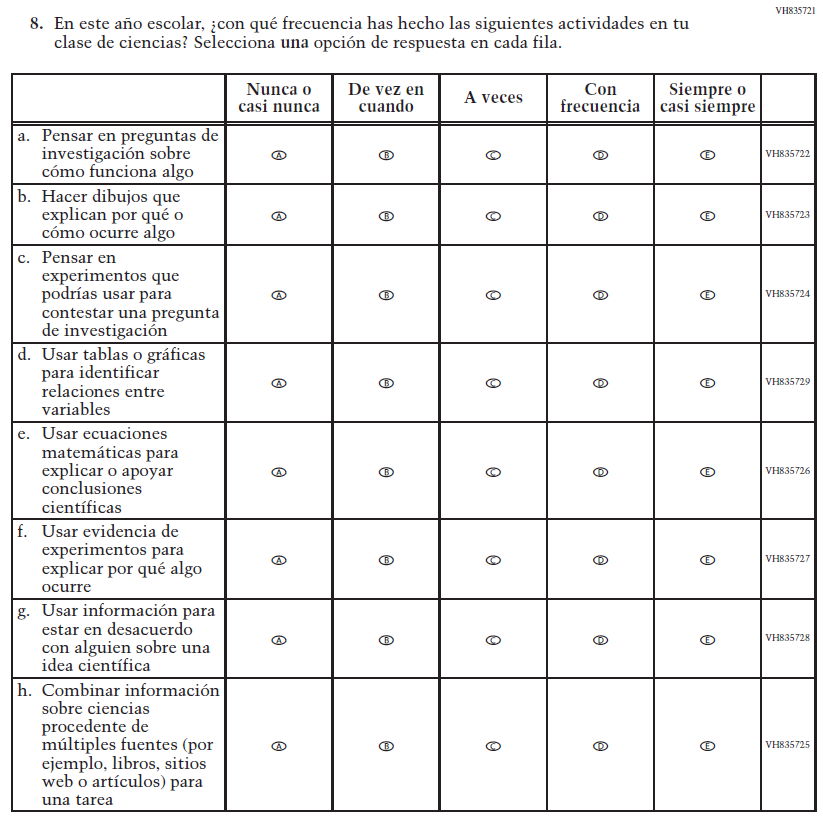 VH835721
8. En este año escolar, ¿con qué frecuencia has hecho las siguientes actividades en tu
clase de ciencias? Selecciona una opción de respuesta en cada fila.
Nunca o
casi nunca
De vez en
cuando
A veces
Con
frecuencia
Siempre o
casi siempre
a. Pensar en preguntas de
investigación sobre
cómo funciona algo
A B C D E VH835722
b. Hacer dibujos que
explican por qué o
cómo ocurre algo
A B C D E VH835723
c. Pensar en
experimentos que
podrías usar para
contestar una pregunta
de investigación
A B C D E VH835724
d. Usar tablas o gráficas
para identificar
relaciones entre
variables
A B C D E VH835729
e. Usar ecuaciones
matemáticas para
explicar o apoyar
conclusiones
científicas
A B C D E VH835726
f. Usar evidencia de
experimentos para
explicar por qué algo
ocurre
A B C D E VH835727
g. Usar información para
estar en desacuerdo
con alguien sobre una
idea científica
A B C D E VH835728
h. Combinar información
sobre ciencias
procedente de
múltiples fuentes (por
ejemplo, libros, sitios
web o artículos) para
una tarea
A B C D E VH835725